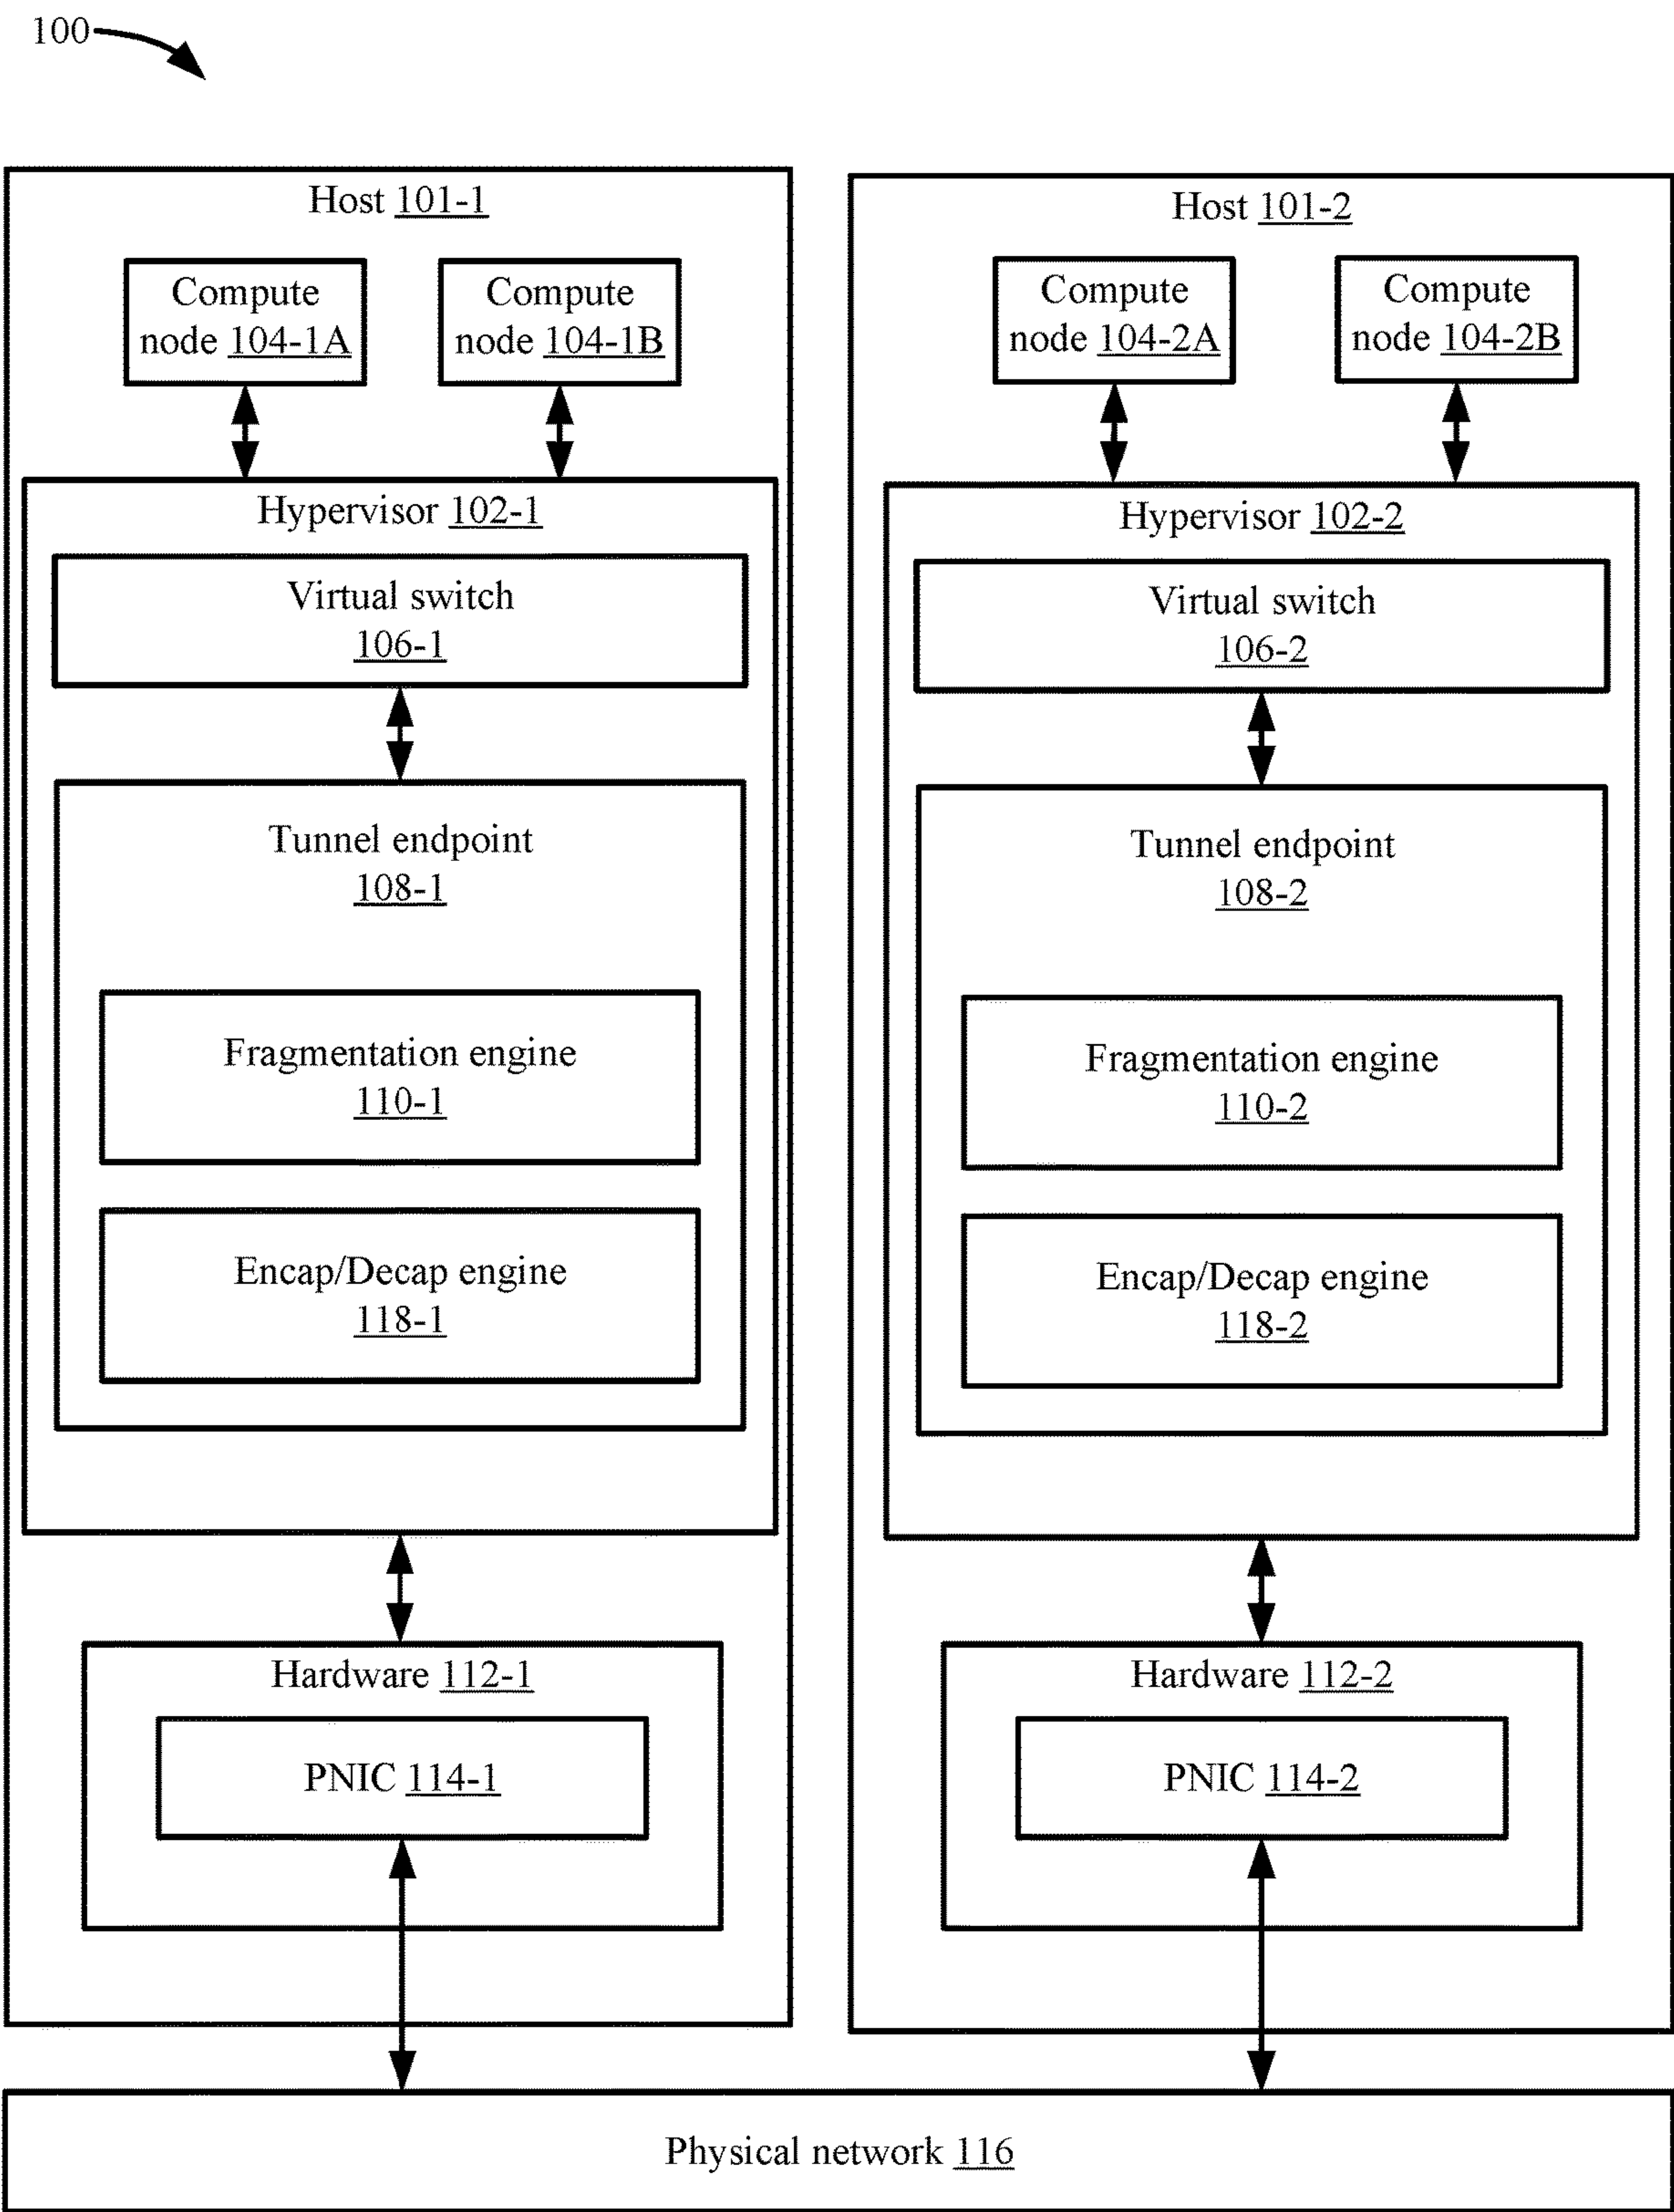 100
Host 101-1
Compute
node 104-1A
Compute
node 104-1B
Hypervisor 102-1
Virtual switch
106-1
Tunnel endpoint
108-1
Fragmentation engine
110-1
Encap/Decap engine
118-1
Hardware 112-1
PNIC 114-1
Host 101-2
Compute
node 104-2A
Compute
node 104-2B
Hypervisor 102-2
Virtual switch
106-2
Tunnel endpoint
108-2
Fragmentation engine
110-2
Encap/Decap engine
118-2
Hardware 112-2
PNIC 114-2
Physical network 116